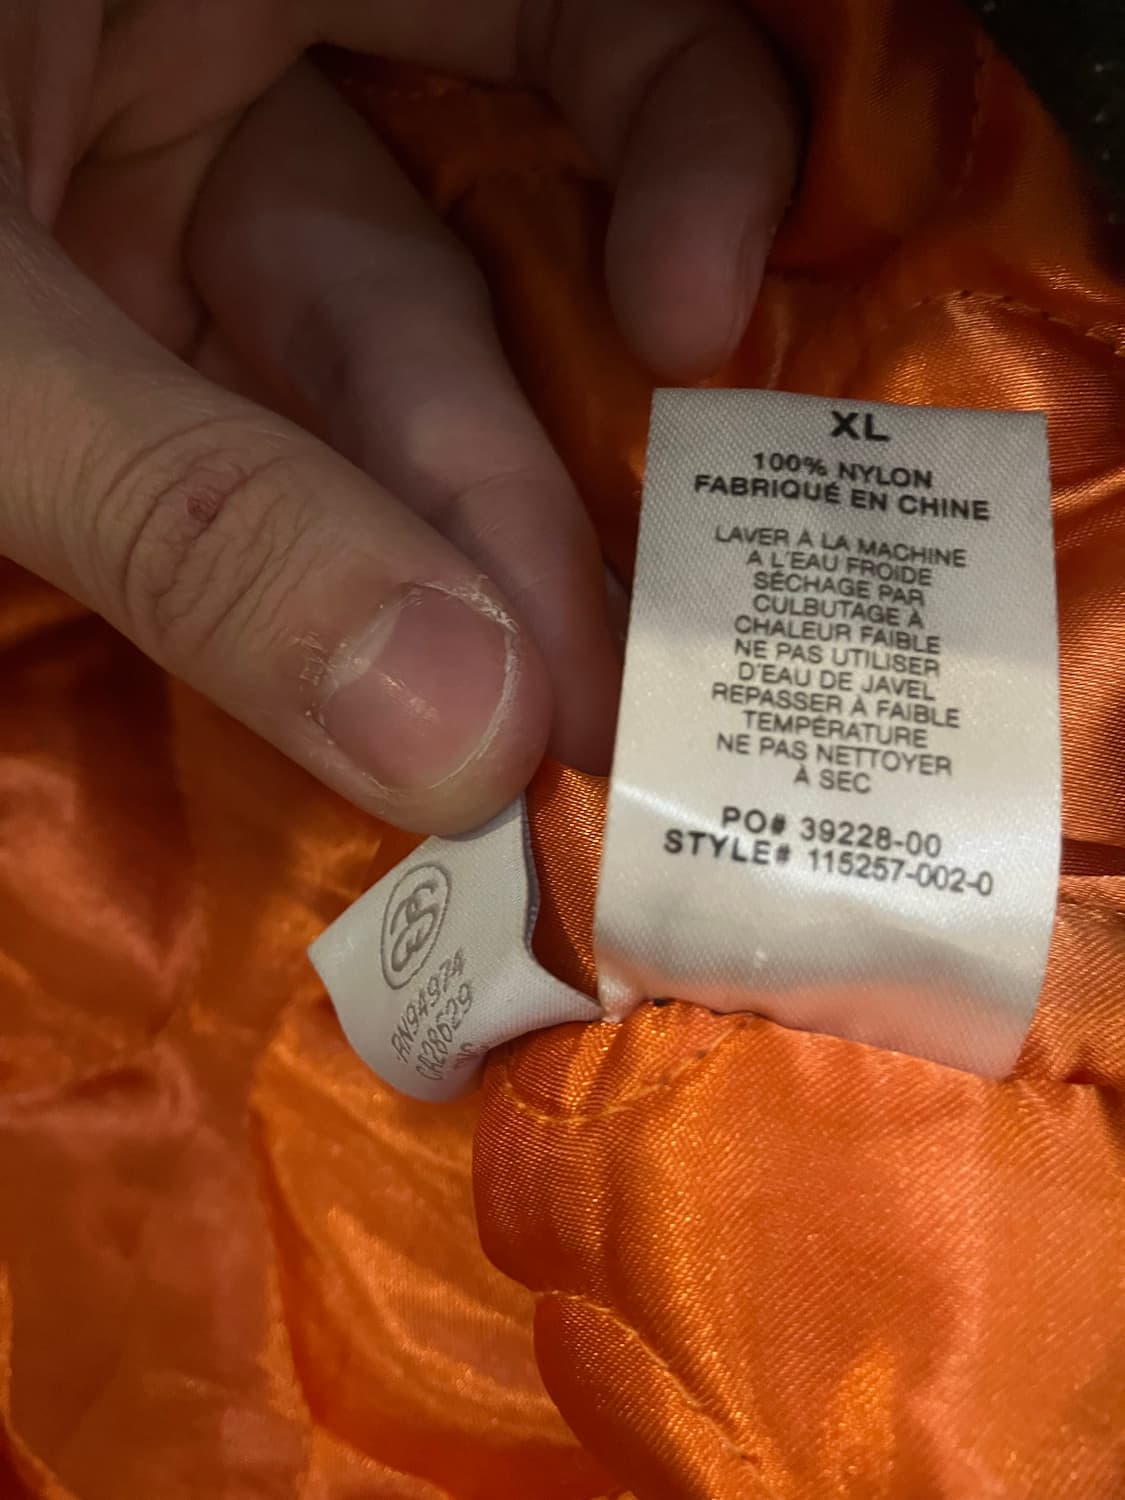 XL
100% NYLON
FABRIQUÉ EN CHINE
LAVER À LA MACHINE
A L'EAU FROIDE
SÉCHAGE PAR
CULBUTAGE À
CHALEUR FAIBLE
NE PAS UTILISER
D'EAU DE JAVEL
REPASSER À FAIBLE
TEMPÉRATURE
NE PAS NETTOYER
À SEC
PO# 39228-00
STYLE# 115257-002-0
RN94974
CA28629